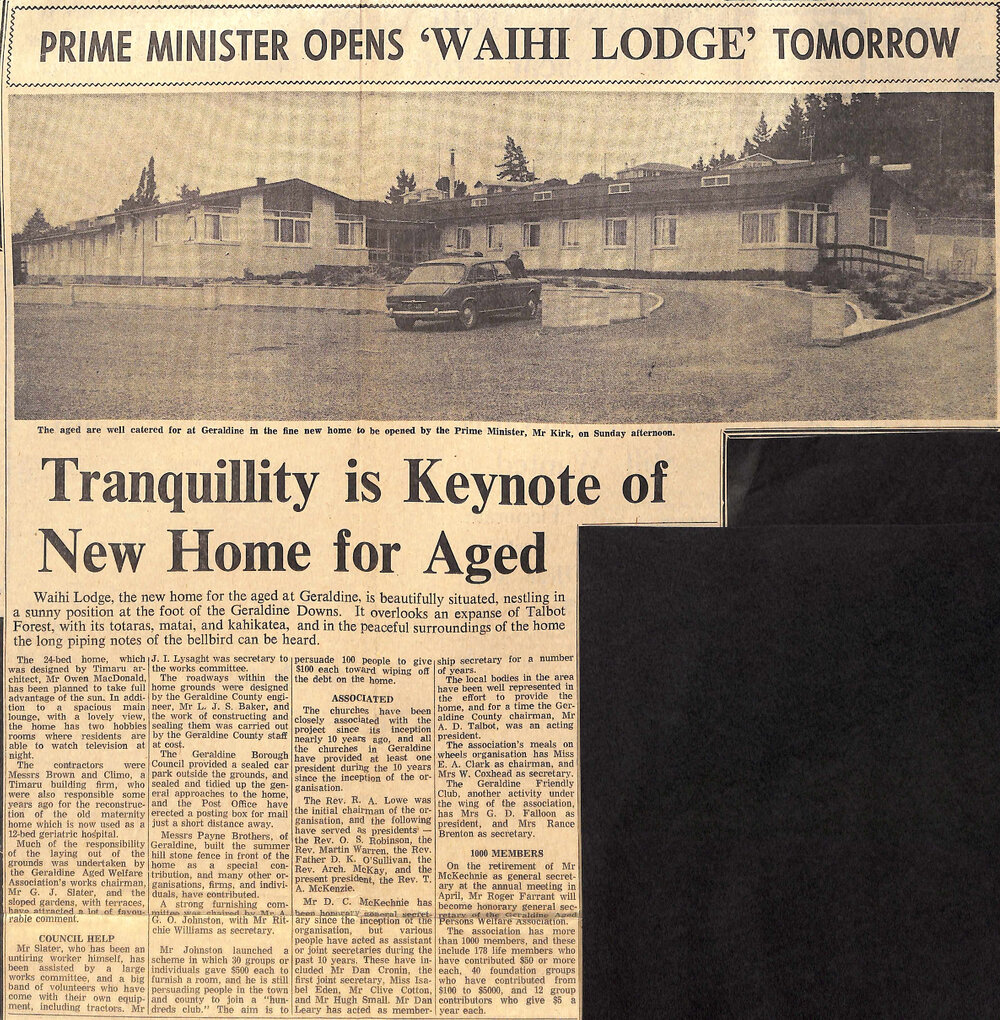 PRIME MINISTER OPENS ‘WAIHI LODGE’ TOMORROW
The aged are well catered for at Geraldine in the fine new home to be opened by the Prime Minister, Mr Kirk, on Sunday afternoon.
Tranquillity is Keynote of
New Home for Aged
Waihi Lodge, the new home for the aged at Geraldine, is beautifully situated, nestling in
a sunny position at the foot of the Geraldine Downs. It overlooks an expanse of Talbot
Forest, with its totaras, matai, and kahikatea, and in the peaceful surroundings of the home
the long piping notes of the bellbird can be heard.
The 24-bed home, which
was designed by Timaru ar-
chitect, Mr Owen MacDonald,
has been planned to take full
advantage of the sun. In addi-
tion to a spacious main
lounge, with a lovely view,
the home has two hobbies
rooms where residents are
able to watch television at
night.
The contractors were
Messrs Brown and Climo, a
Timaru building firm, who
were also responsible some
years ago for the reconstruc-
tion of the old maternity
home which is now used as a
12-bed geriatric hospital.
Much of the responsibility
of the laying out of the
grounds was undertaken by
the Geraldine Aged Welfare
Association's works chairman,
Mr G. J. Slater, and the
sloped gardens, with terraces,
have attracted a lot of favou-
rable comment.
COUNCIL HELP
Mr Slater, who has been an
untiring worker himself, has
been assisted by a large
works committee, and a big
band of volunteers who have
come with their own equip-
ment, including tractors. Mr
J. I. Lysaght was secretary to
the works committee.
The roadways within the
home grounds were designed
by the Geraldine County engi-
neer, Mr L. J. S. Baker, and
the work of constructing and
sealing them was carried out
by the Geraldine County staff
at cost.
The Geraldine Borough
Council provided a sealed car
park outside the grounds, and
sealed and tidied up the gen-
eral approaches to the home,
and the Post Office have
erected a posting box for mail
just a short distance away.
Messrs Payne Brothers, of
Geraldine, built the summer
hill stone fence in front of the
home as a special con-
tribution, and many other or-
ganisations, firms, and indivi-
duals, have contributed.
A strong furnishing com-
mittee was chaired by Mr A.
G. O. Johnston, with Mr Rit-
chie Williams as secretary.
Mr Johnston launched a
scheme in which 30 groups or
individuals gave $500 each to
furnish a room, and he is still
persuading people in the town
and county to join a "hun-
dreds club." The aim is to
persuade 100 people to give
$100 each toward wiping off
the debt on the home.
ASSOCIATED
The churches have been
closely associated with the
project since its inception
nearly 10 years ago, and all
the churches in Geraldine
have provided at least one
president during the 10 years
since the inception of the or-
ganisation.
The Rev. R. A. Lowe was
the initial chairman of the or-
ganisation, and the following
have served as presidents —
the Rev. O. S. Robinson, the
Rev. Martin Warren, the Rev.
Father D. K. O'Sullivan, the
Rev. Arch. McKay, and the
present president, the Rev. T.
A. McKenzie.
Mr D. C. McKechnie has
been honorary general secret-
ary since the inception of the
organisation, but various
people have acted as assistant
or joint secretaries during the
past 10 years. These have in-
cluded Mr Dan Cronin, the
first joint secretary, Miss Isa-
bel Eden, Mr Clive Cotton,
and Mr Hugh Small. Mr Dan
Leary has acted as member-
ship secretary for a number
of years.
The local bodies in the area
have been well represented in
the effort to provide the
home, and for a time the Ger-
aldine County chairman, Mr
A. D. Talbot, was an acting
president.
The association's meals on
wheels organisation has Miss
E. A. Clark as chairman, and
Mrs W. Coxhead as secretary.
The Geraldine Friendly
Club, another activity under
the wing of the association,
has Mrs G. D. Falloon as
president, and Mrs Rance
Brenton as secretary.
1000 MEMBERS
On the retirement of Mr
McKechnie as general secret-
ary at the annual meeting in
April, Mr Roger Farrant will
become honorary general sec-
retary of the Geraldine Aged
Persons Welfare Association.
The association has more
than 1000 members, and these
include 178 life members who
have contributed $50 or more
each, 40 foundation groups
who have contributed from
$100 to $5000, and 12 group
contributors who give $5 a
year each.